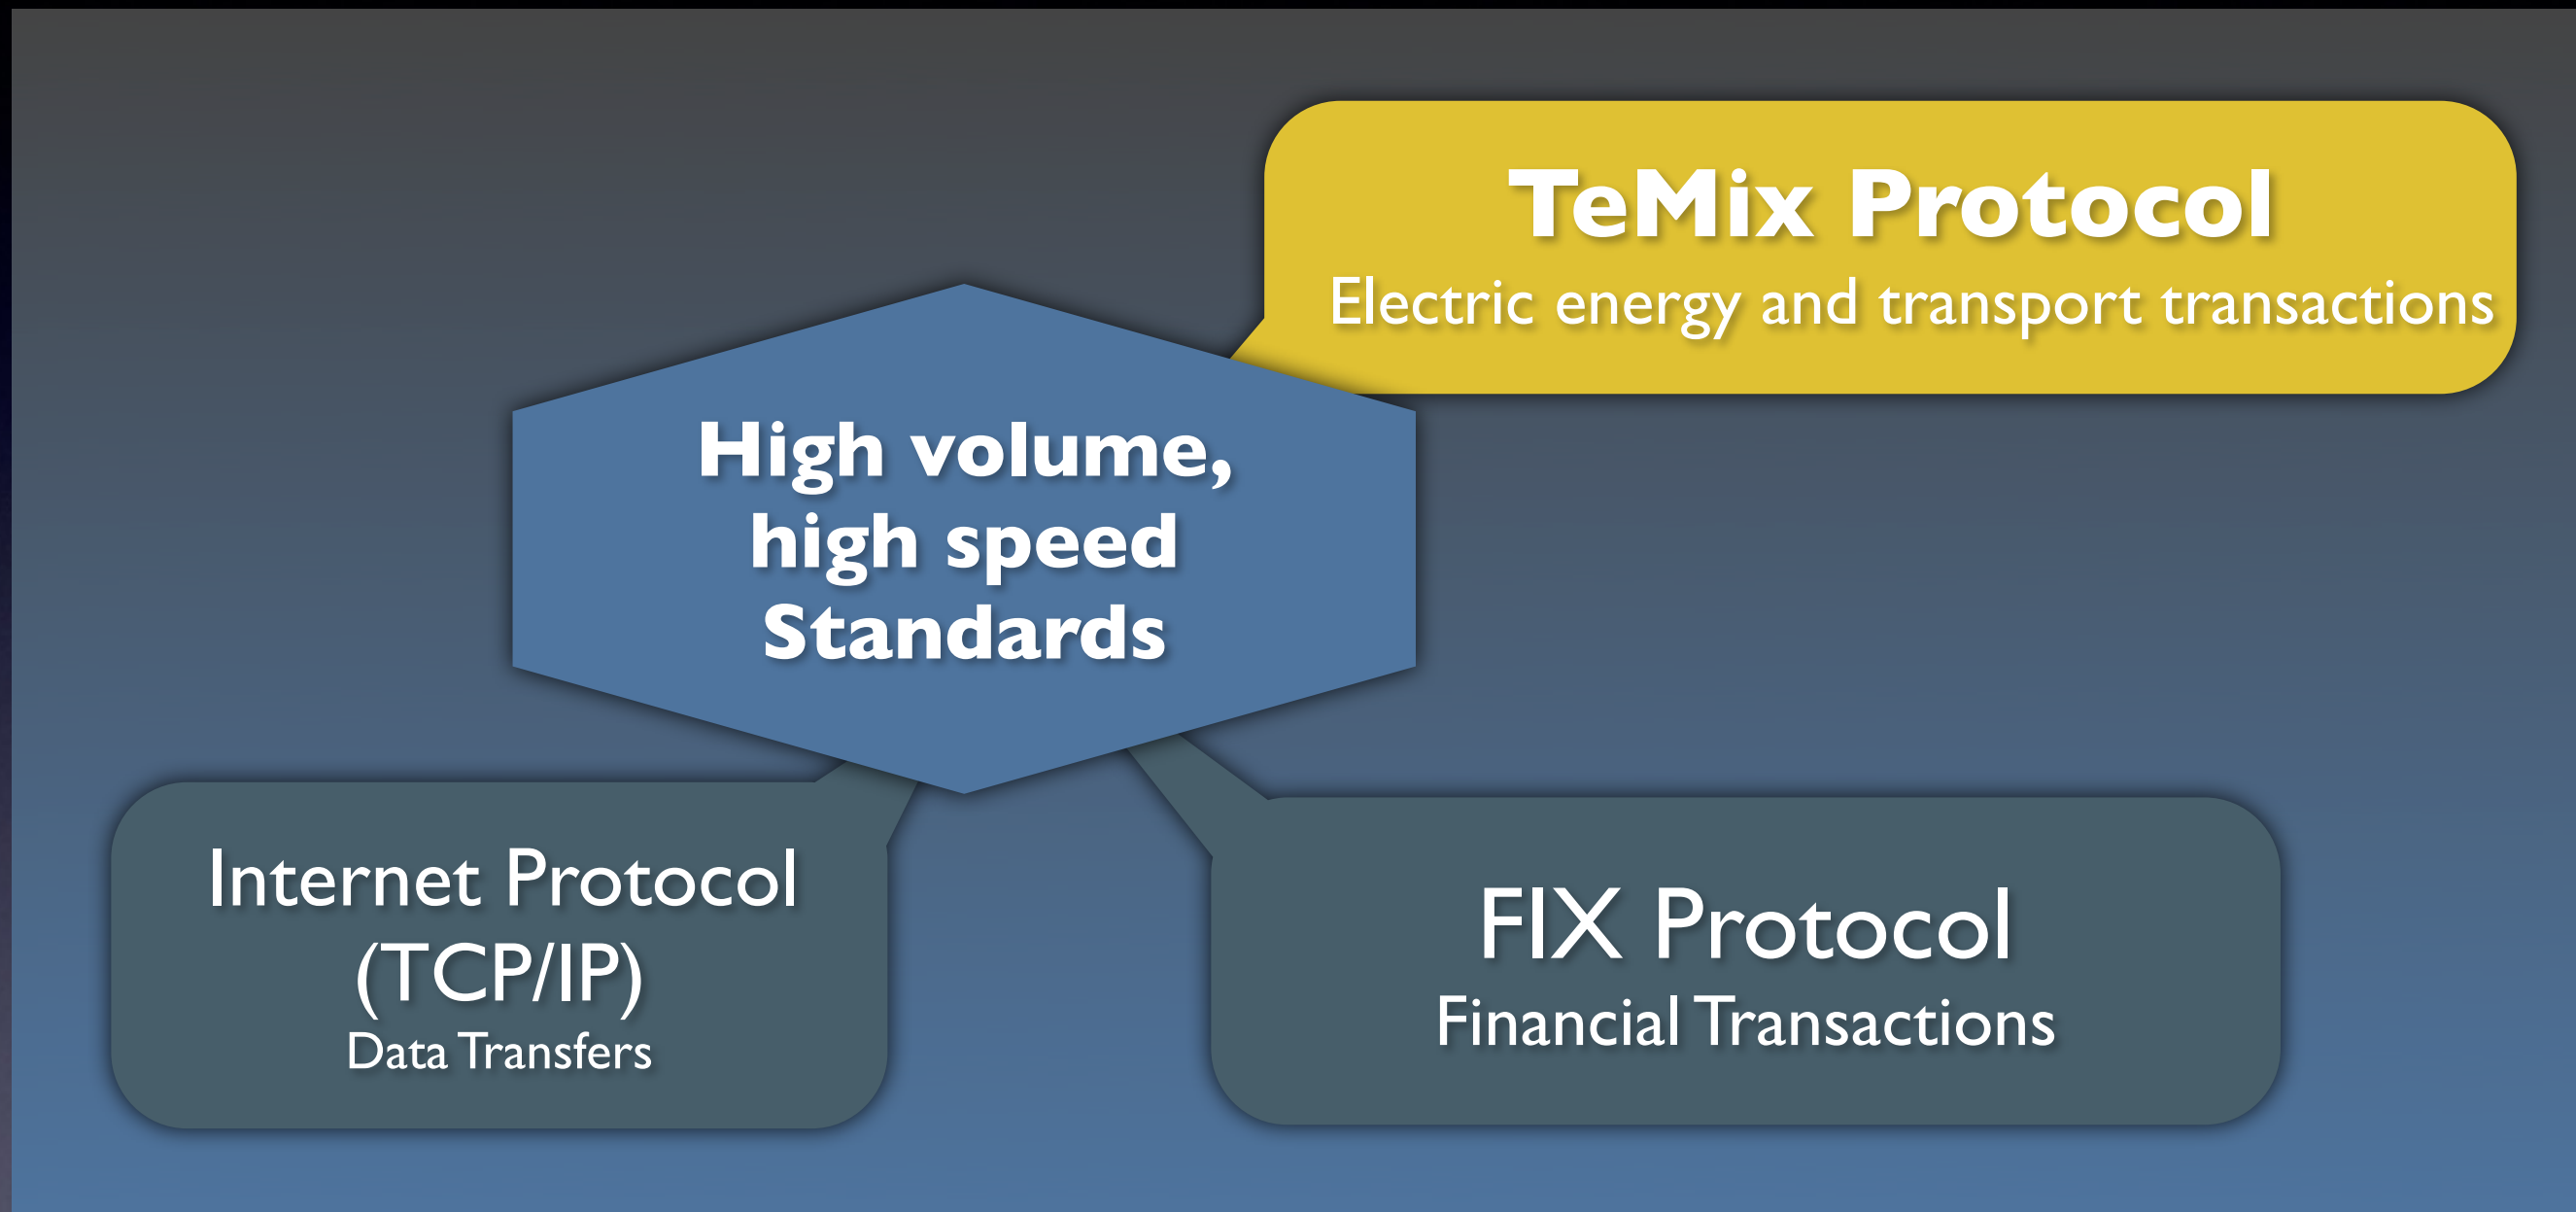 TeMix Protocol
Electric energy and transport transactions
High volume,
high speed
Standards
Internet Protocol
(TCP/IP)
Data Transfers
FIX Protocol
Financial Transactions